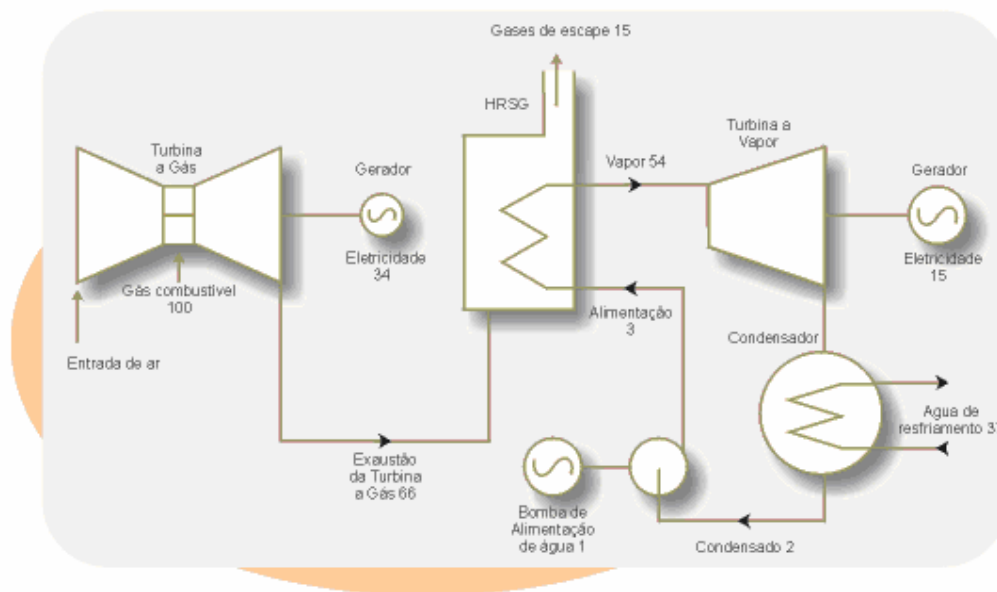 Gases de escape 15
HRSG
Turbina a
Vapor
Turbina
a Gás
Gerador
Vapor 54
Gerador
Eletricidade
34
Eletricidade
15
Gás combustível
100
Alimentação
3
Condensador
Entrada de ar
Agua de
resfriamento 37
Exaustão
da Turbina
a Gás 66
Bomba de
Alimentação
de água 1
Condensado 2